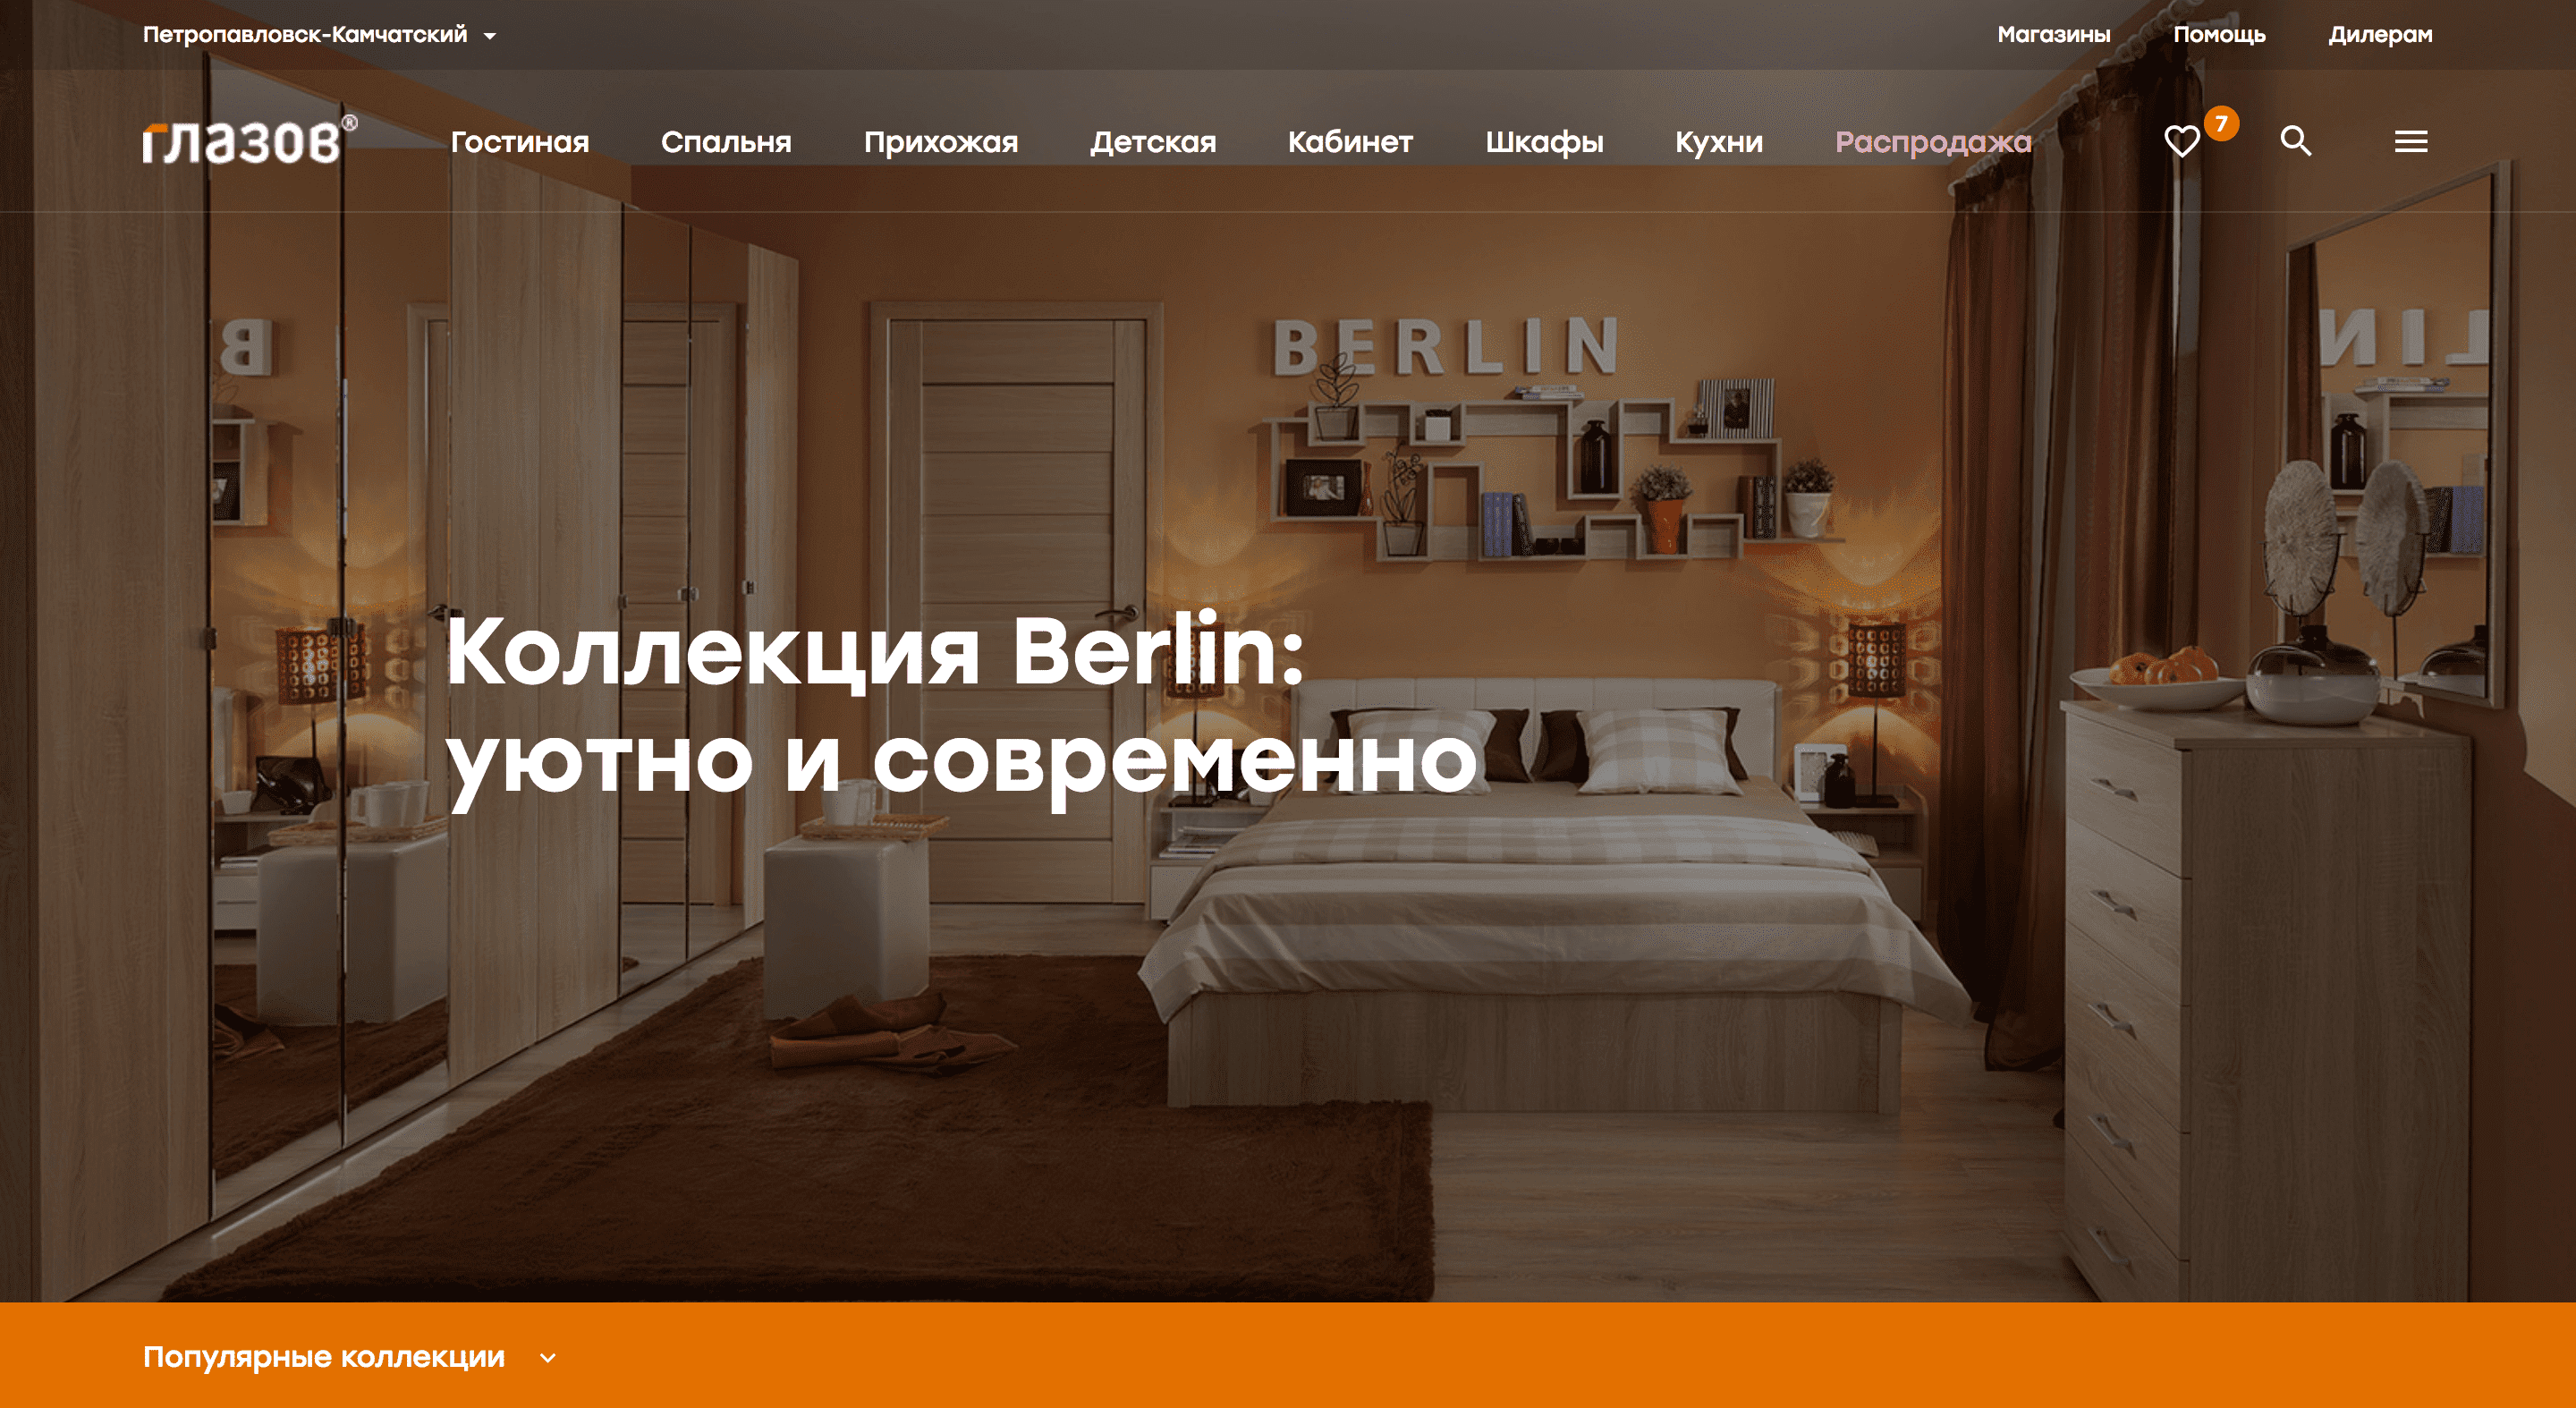 Петропавловск-Камчатский
Магазины Помощь Дилерам
глазов®
Гостиная Спальня Прихожая Детская Кабинет Шкафы Кухни Распродажа
7
BERLIN
Коллекция Berlin:
уютно и современно
Популярные коллекции